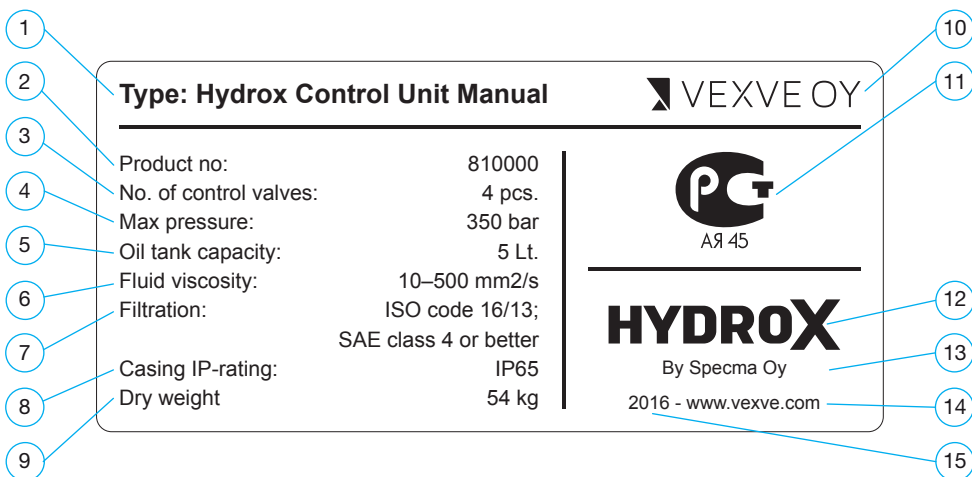 1
2
3
4
5
6
7
8
9
10
11
12
13
14
15
Type: Hydrox Control Unit Manual
VEXVE OY
Product no: 810000
No. of control valves: 4 pcs.
Max pressure: 350 bar
Oil tank capacity: 5 Lt.
Fluid viscosity: 10–500 mm2/s
Filtration: ISO code 16/13;
SAE class 4 or better
Casing IP-rating: IP65
Dry weight 54 kg
РСТ
АЯ 45
HYDROX
By Specma Oy
2016 - www.vexve.com